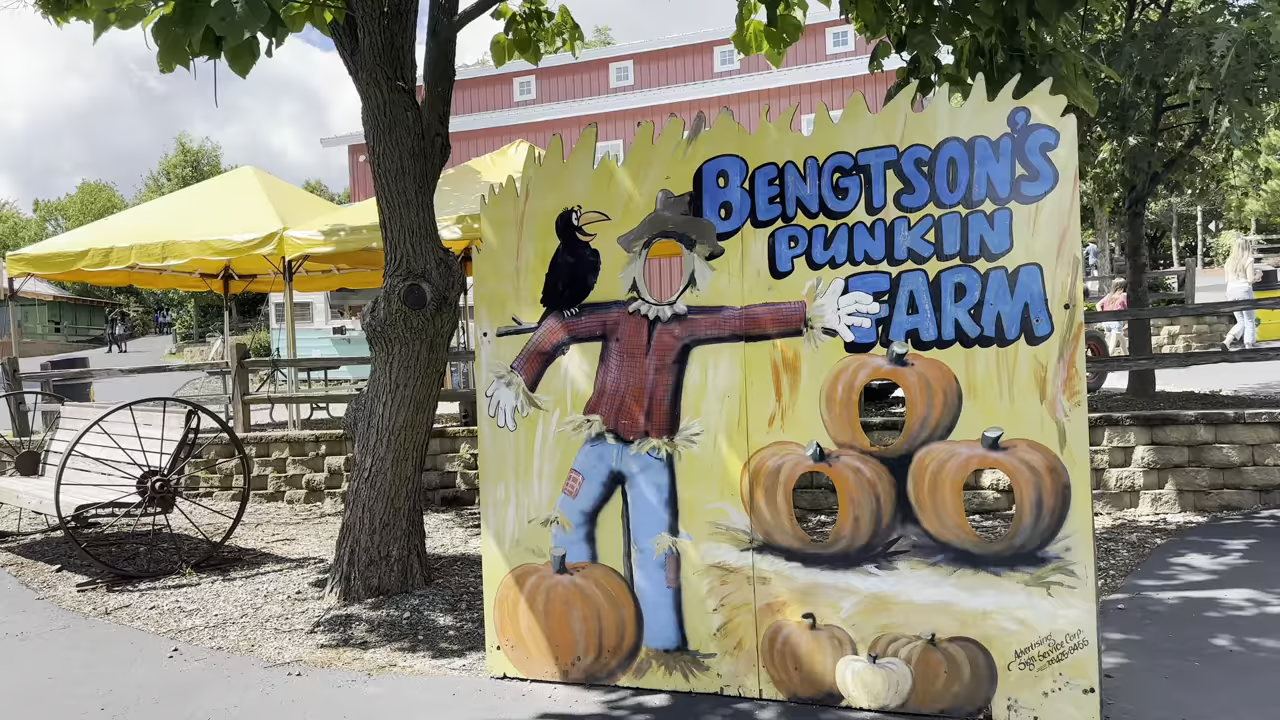 BENGTSON'S
PUNKIN
FARM
Advertising
Sign Service Corp.